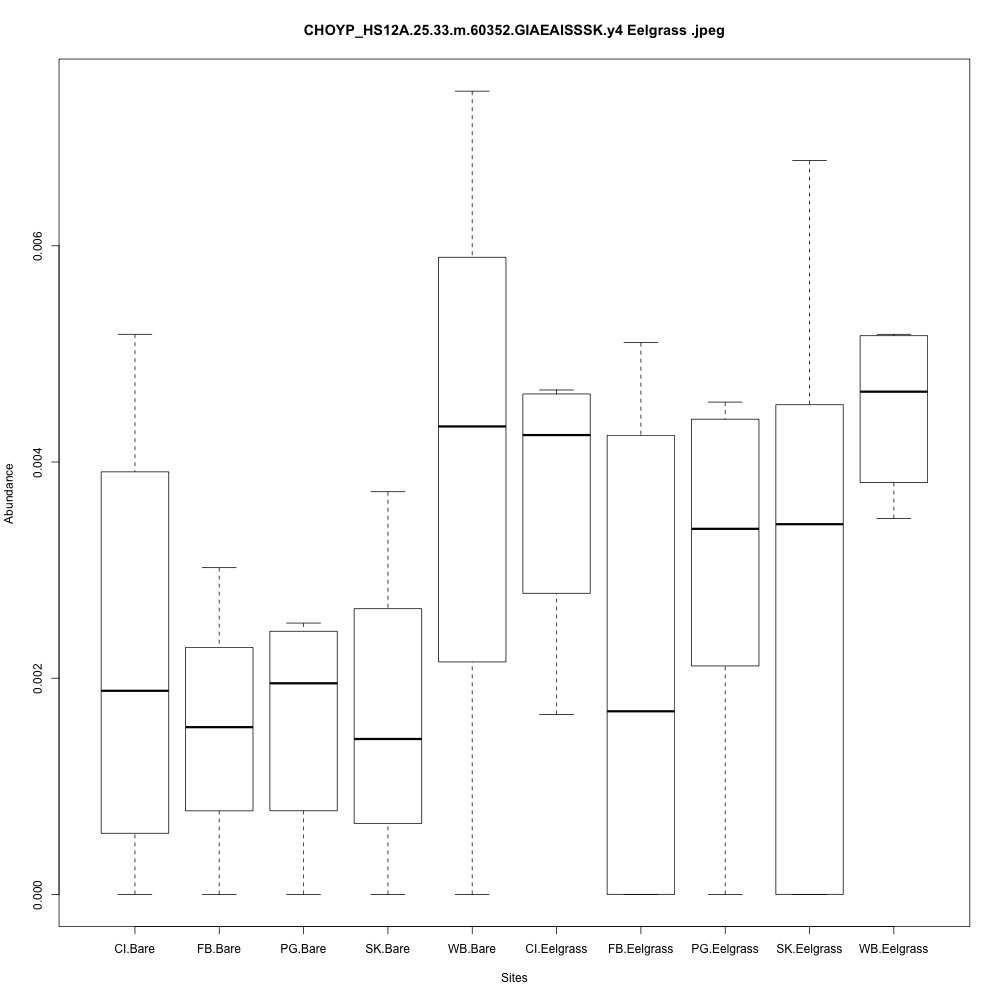 CHOYP_HS12A.25.33.m.60352.GIAEAISSSK.y4 Eelgrass .jpeg
Abundance
0.006
0.004
0.002
0.000
CI.Bare FB.Bare PG.Bare SK.Bare WB.Bare CI.Eelgrass FB.Eelgrass PG.Eelgrass SK.Eelgrass WB.Eelgrass
Sites